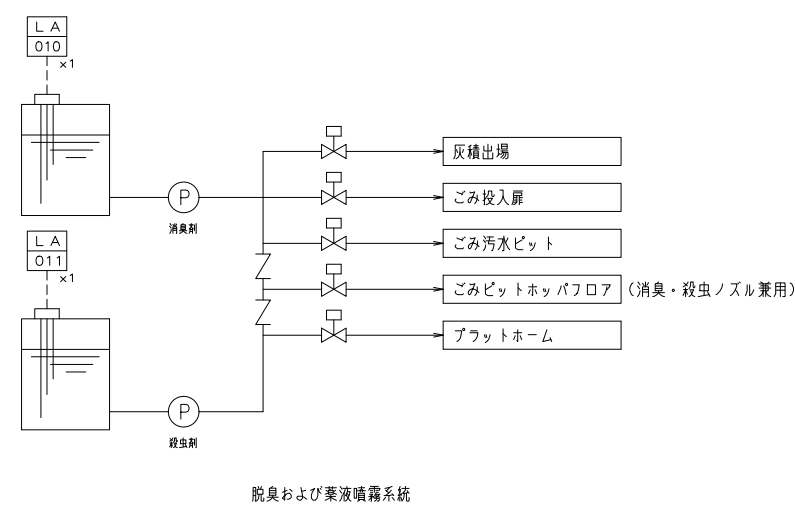 LA
010
×1
P
消臭剤
灰積出場
ごみ投入扉
ごみ汚水ピット
ごみピットホッパフロア (消臭・殺虫ノズル兼用)
プラットホーム
LA
011
×1
P
殺虫剤
脱臭および薬液噴霧系統